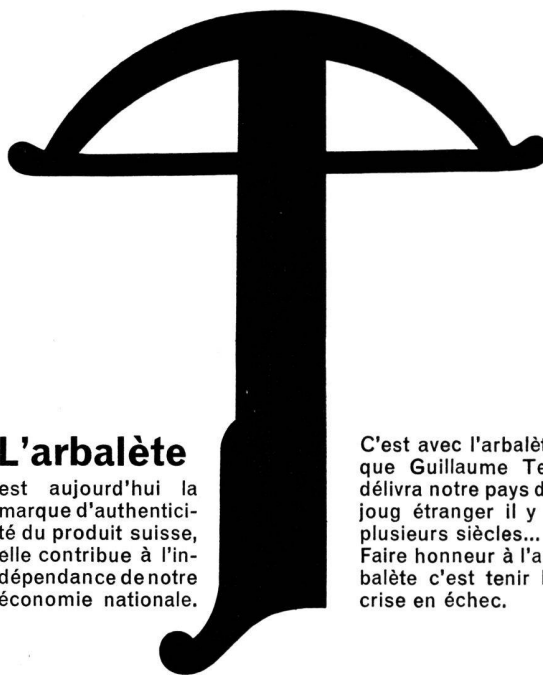 L'arbalète
est aujourd'hui la
marque d'authentici-
té du produit suisse,
elle contribue à l'in-
dépendance de notre
économie nationale.
C'est avec l'arbalèt
que Guillaume Te
délivra notre pays d
joug étranger il y
plusieurs siècles...
Faire honneur à l'a
balète c'est tenir l
crise en échec.